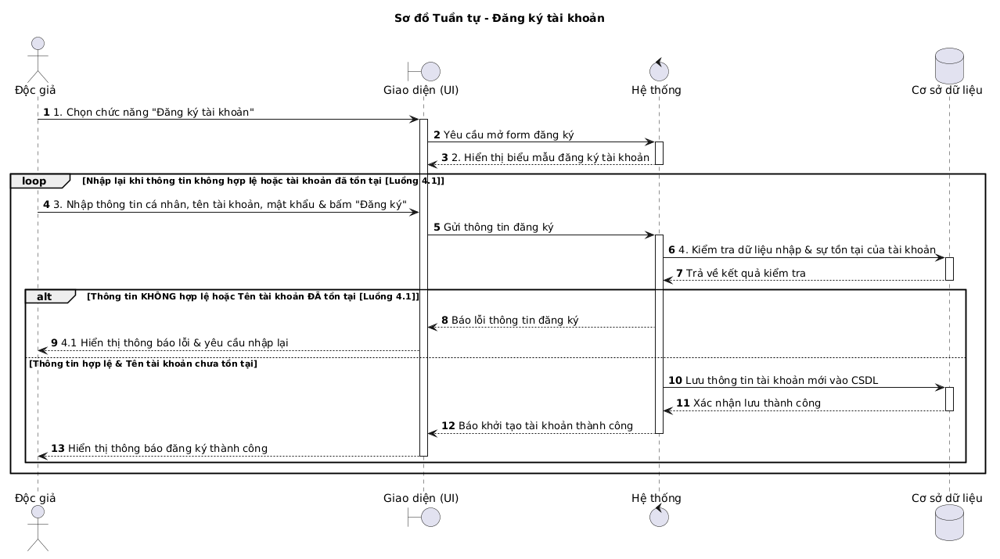 Sơ đồ Tuần tự - Đăng ký tài khoản
Độc giả
Giao diện (UI)
Hệ thống
Cơ sở dữ liệu
1 1. Chọn chức năng "Đăng ký tài khoản"
2 Yêu cầu mở form đăng ký
3 2. Hiển thị biểu mẫu đăng ký tài khoản
loop [Nhập lại khi thông tin không hợp lệ hoặc tài khoản đã tồn tại [Luồng 4.1]]
4 3. Nhập thông tin cá nhân, tên tài khoản, mật khẩu & bấm "Đăng ký"
5 Gửi thông tin đăng ký
6 4. Kiểm tra dữ liệu nhập & sự tồn tại của tài khoản
7 Trả về kết quả kiểm tra
alt [Thông tin KHÔNG hợp lệ hoặc Tên tài khoản ĐÃ tồn tại [Luồng 4.1]]
8 Báo lỗi thông tin đăng ký
9 4.1 Hiển thị thông báo lỗi & yêu cầu nhập lại
[Thông tin hợp lệ & Tên tài khoản chưa tồn tại]
10 Lưu thông tin tài khoản mới vào CSDL
11 Xác nhận lưu thành công
12 Báo khởi tạo tài khoản thành công
13 Hiển thị thông báo đăng ký thành công
Độc giả
Giao diện (UI)
Hệ thống
Cơ sở dữ liệu